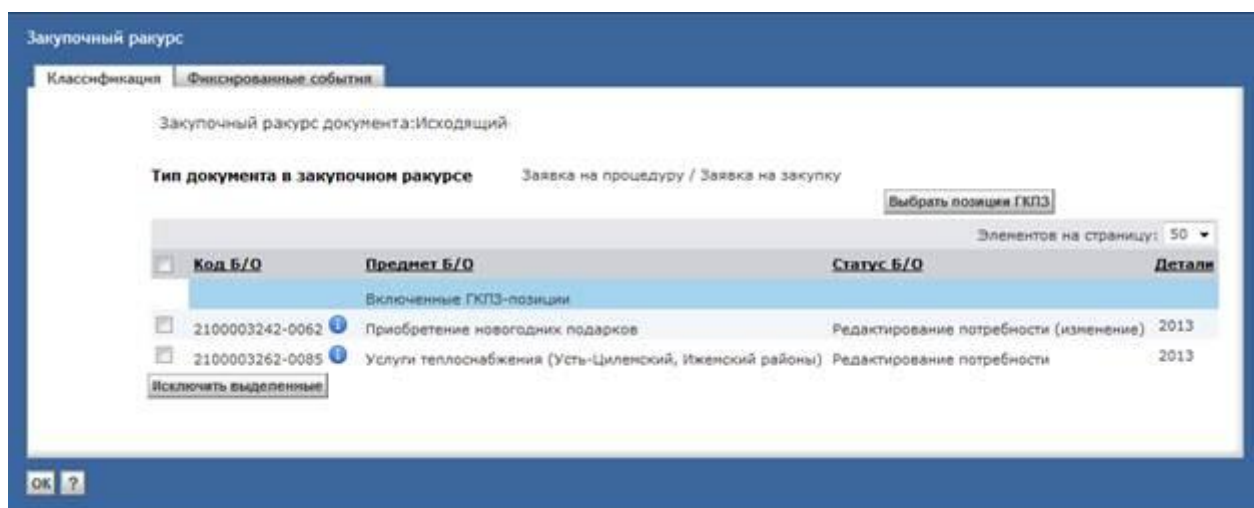 Закупочный ракурс
Классификация Фиксированные события
Закупочный ракурс документа:Исходящий
Тип документа в закупочном ракурсе Заявка на процедуру / Заявка на закупку
Выбрать позиции ГКПЗ
Элементов на страницу: 50
Код Б/О Предмет Б/О Статус Б/О Детали
Включенные ГКПЗ-позиции
2100003242-0062 Приобретение новогодних подарков Редактирование потребности (изменение) 2013
2100003262-0085 Услуги теплоснабжения (Усть-Циленский, Ижемский районы) Редактирование потребности 2013
Исключить выделенные
OK ?